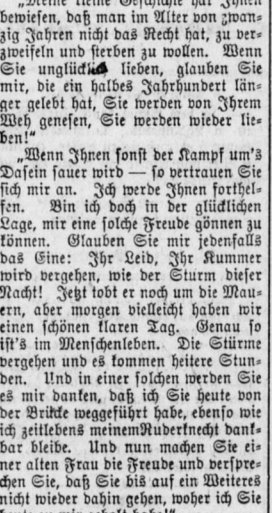 „Meine kleine Geschichte hat Ihnen
bewiesen, daß man im Alter von zwan-
zig Jahren nicht das Recht hat, zu ver-
zweifeln und sterben zu wollen. Wenn
Sie unglücklich lieben, glauben Sie
mir, die ein halbes Jahrhundert län-
ger gelebt hat, Sie werden von Ihrem
Weh genesen, Sie werden wieder lie-
ben!“
„Wenn Ihnen sonst der Kampf um's
Dasein sauer wird — so vertrauen Sie
sich mir an. Ich werde Ihnen forthel-
fen. Bin ich doch in der glücklichen
Lage, mir eine solche Freude gönnen zu
können. Glauben Sie mir jedenfalls
das Eine: Ihr Leid, Ihr Kummer
wird vergehen, wie der Sturm dieser
Nacht! Jetzt tobt er noch um die Mau-
ern, aber morgen vielleicht haben wir
einen schönen klaren Tag. Genau so
ist's im Menschenleben. Die Stürme
vergehen und es kommen heitere Stun-
den. Und in einer solchen werden Sie
es mir danken, daß ich Sie heute von
der Brücke weggeführt habe, ebenso wie
ich zeitlebens meinem Ruderknecht dank-
bar bleibe. Und nun machen Sie ei-
ner alten Frau die Freude und verspre-
chen Sie, daß Sie bis auf ein Weiteres
nicht wieder dahin gehen, woher ich Sie